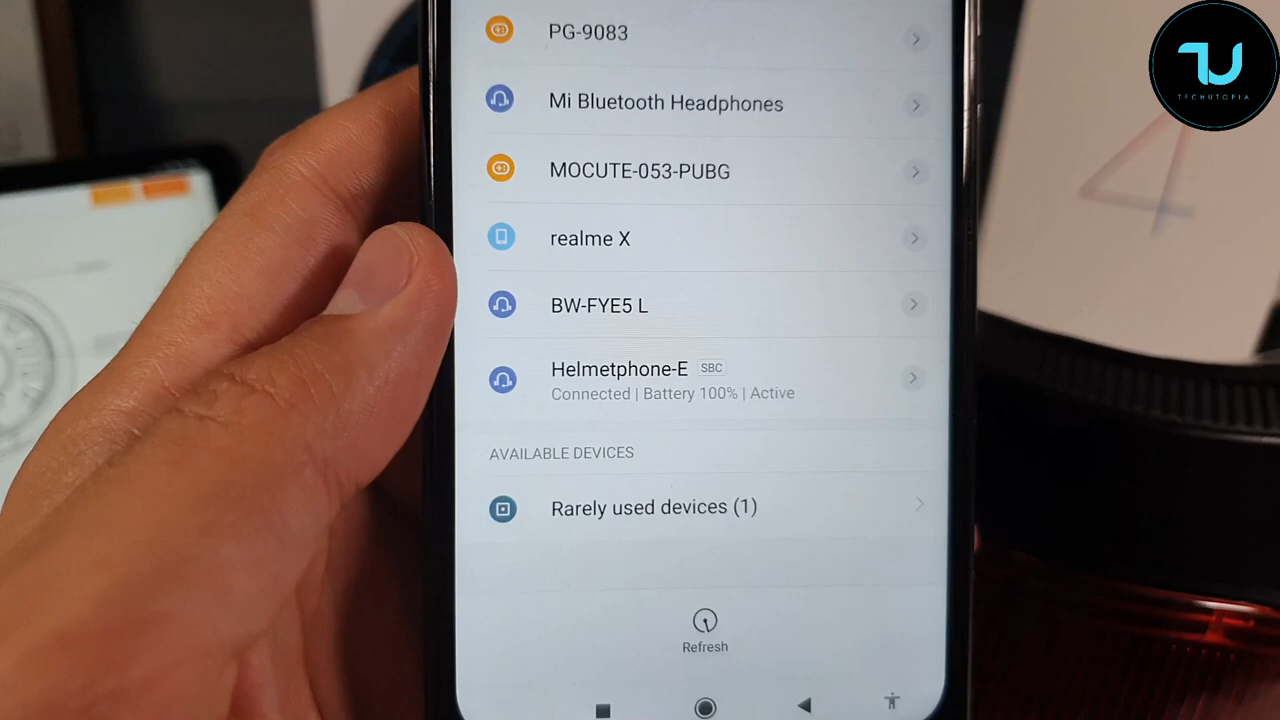 PG-9083
Mi Bluetooth Headphones
MOCUTE-053-PUBG
realme X
BW-FYE5 L
Helmetphone-E SBC
Connected | Battery 100% | Active
AVAILABLE DEVICES
Rarely used devices (1)
Refresh
TECHUTOPIA
4